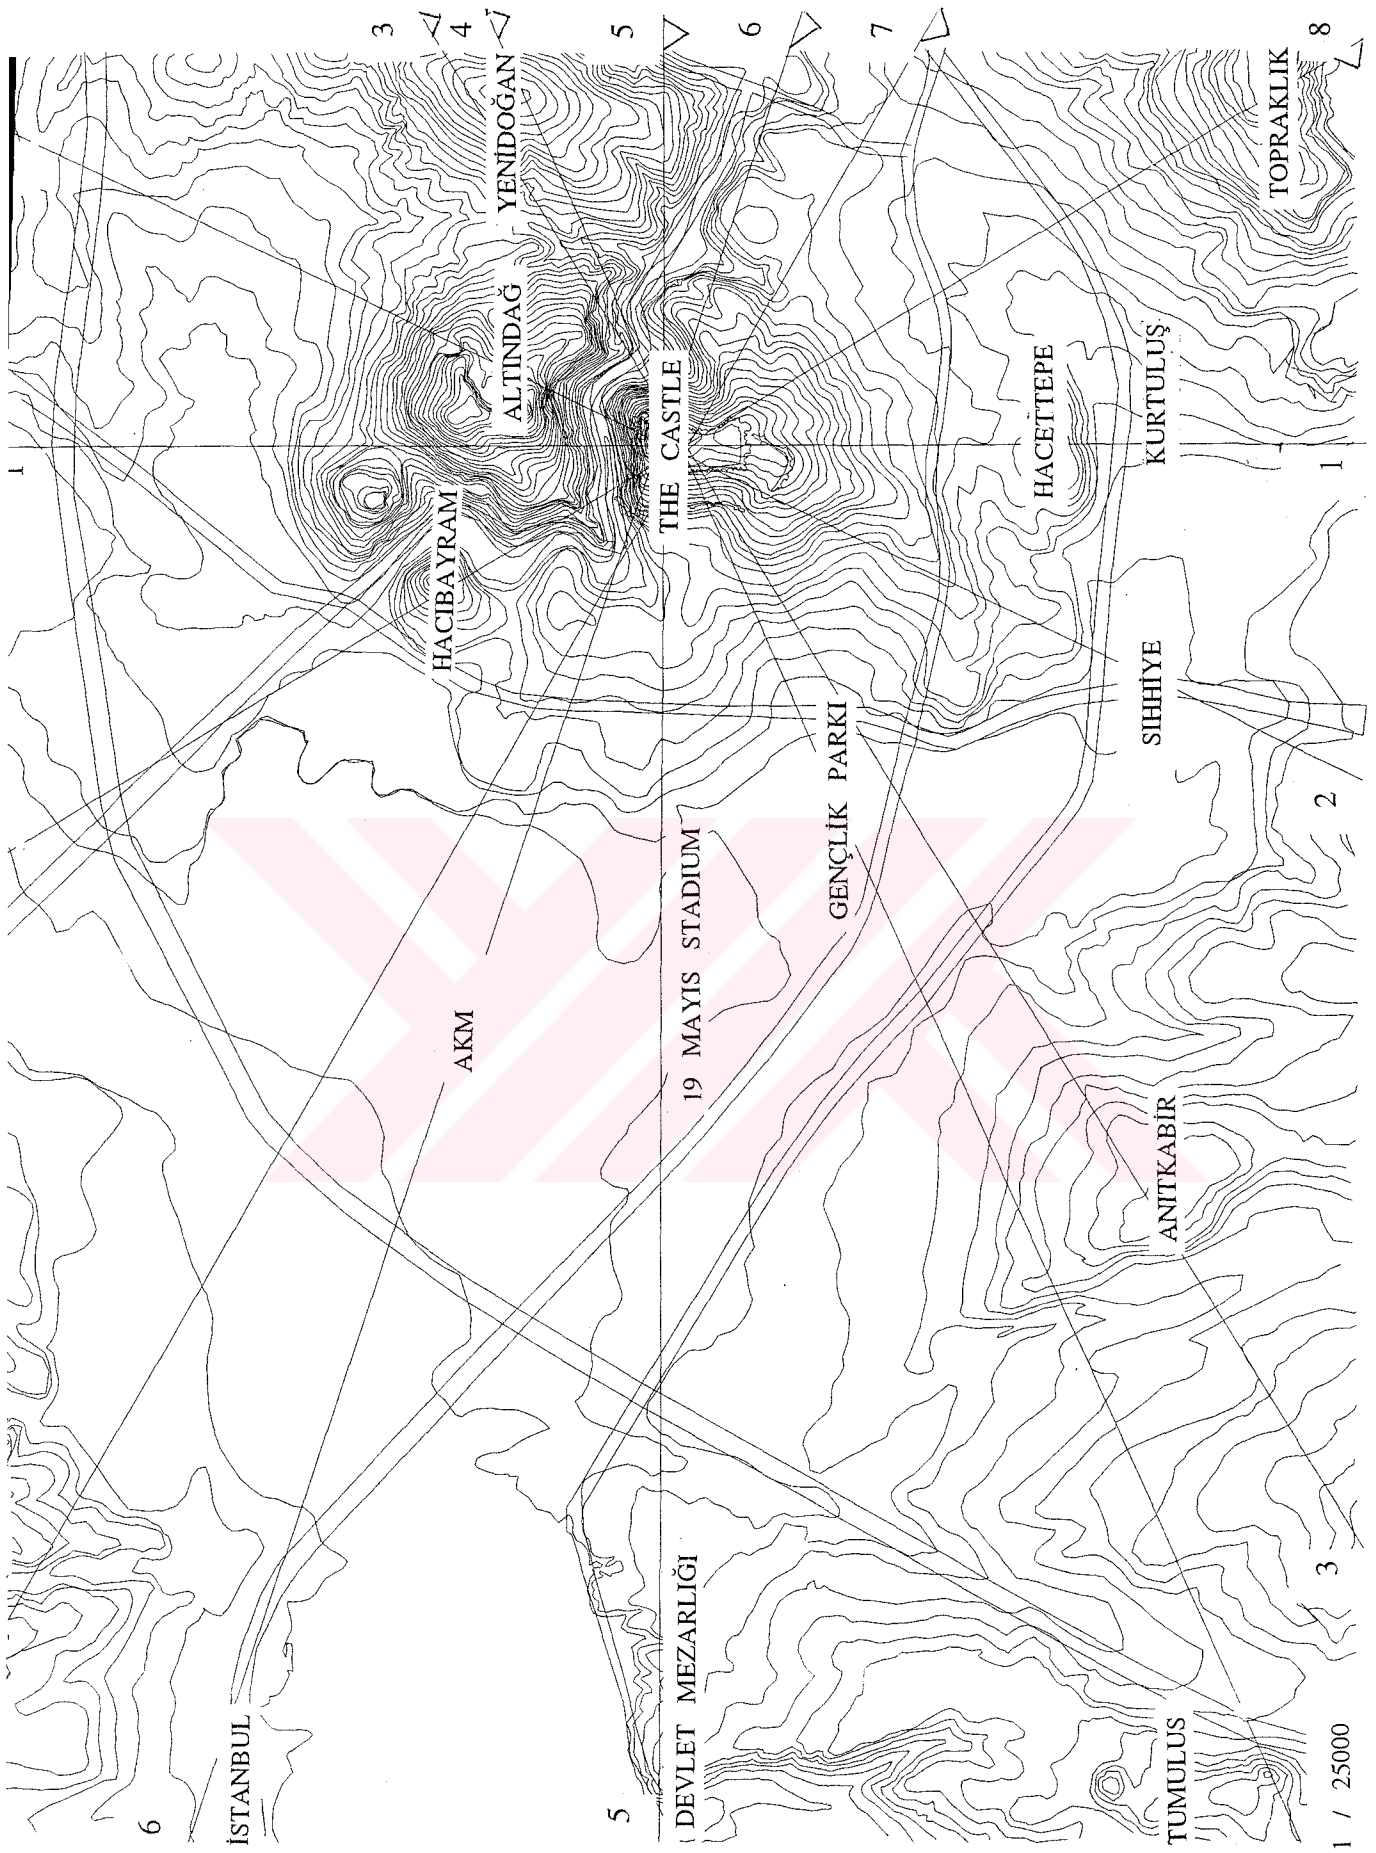 3
4
5
6
7
8
YENİDOĞAN
TOPRAKLIK
ALTINDAĞ
THE CASTLE
HACETTEPE
KURTULUŞ
1
1
HACIBAYRAM
SIHHİYE
GENÇLİK PARKI
2
19 MAYIS STADIUM
AKM
ANITKABİR
DEVLET MEZARLIĞI
3
İSTANBUL
TUMULUS
6
5
1 / 25000